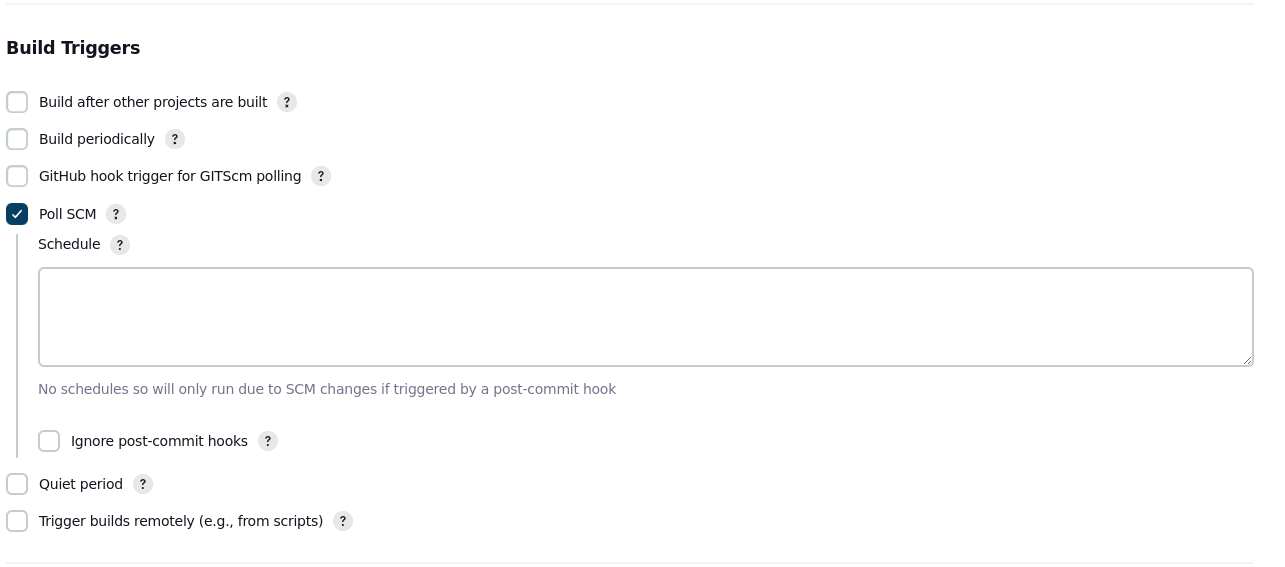 Build Triggers
Build after other projects are built ?
Build periodically ?
GitHub hook trigger for GITScm polling ?
Poll SCM ?
Schedule ?
No schedules so will only run due to SCM changes if triggered by a post-commit hook
Ignore post-commit hooks ?
Quiet period ?
Trigger builds remotely (e.g., from scripts) ?